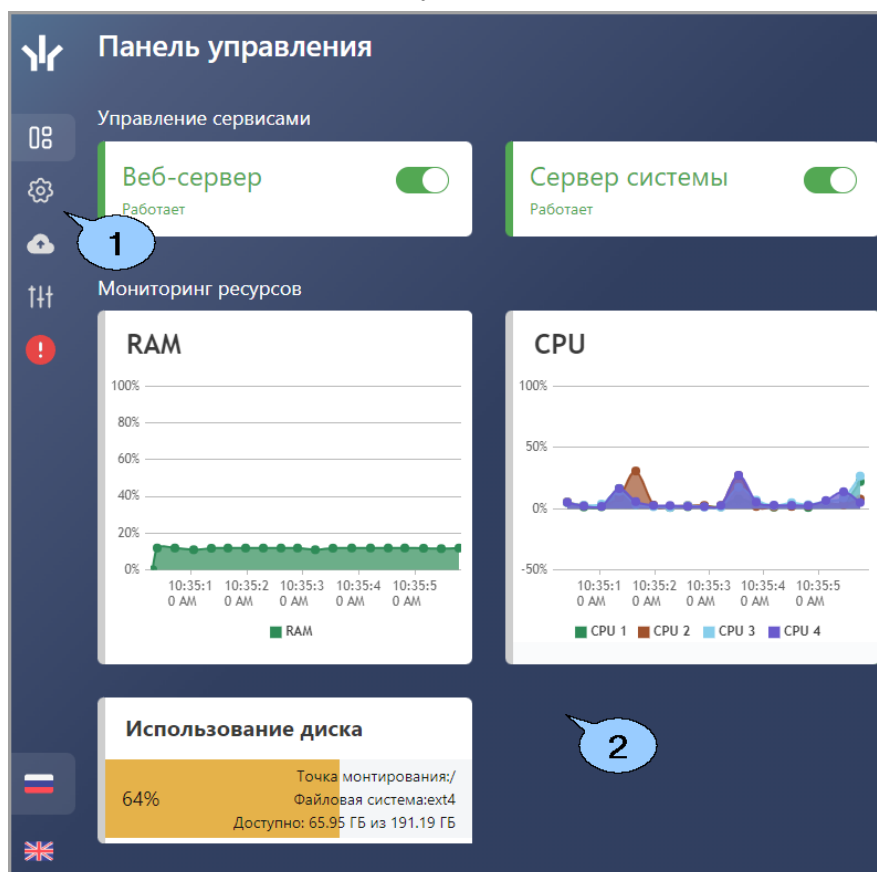 Панель управления
Управление сервисами
Веб-сервер
Работает
Сервер системы
Работает
1
Мониторинг ресурсов
RAM
100%
80%
60%
40%
20%
0%
10:35:1 10:35:2 10:35:3 10:35:4 10:35:5
0 AM 0 AM 0 AM 0 AM 0 AM
RAM
CPU
100%
50%
0%
-50%
10:35:1 10:35:2 10:35:3 10:35:4 10:35:5
0 AM 0 AM 0 AM 0 AM 0 AM
CPU 1 CPU 2 CPU 3 CPU 4
Использование диска
64%
Точка монтирования:/
Файловая система:ext4
Доступно: 65.95 ГБ из 191.19 ГБ
2